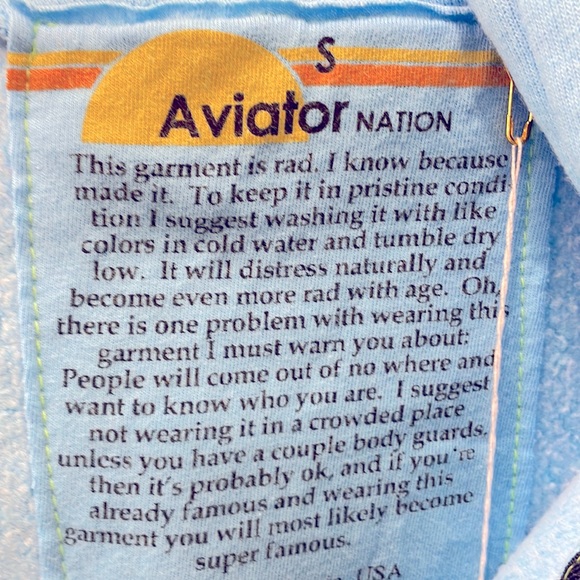 S
Aviator NATION
This garment is rad. I know because
made it. To keep it in pristine condi-
tion I suggest washing it with like
colors in cold water and tumble dry
low. It will distress naturally and
become even more rad with age. Oh,
there is one problem with wearing this
garment I must warn you about:
People will come out of no where and
want to know who you are. I suggest
not wearing it in a crowded place
unless you have a couple body guards.
then it's probably ok, and if you're
already famous and wearing this
garment you will most likely become
super famous.
USA